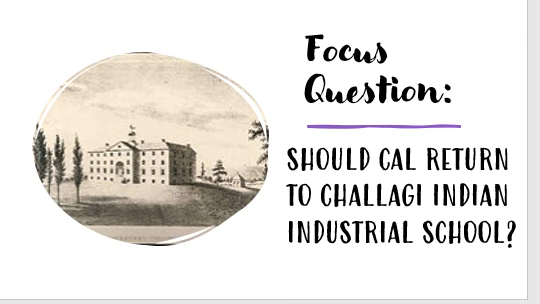 Focus
Question:
SHOULD CAL RETURN
TO CHALLAGI INDIAN
INDUSTRIAL SCHOOL?